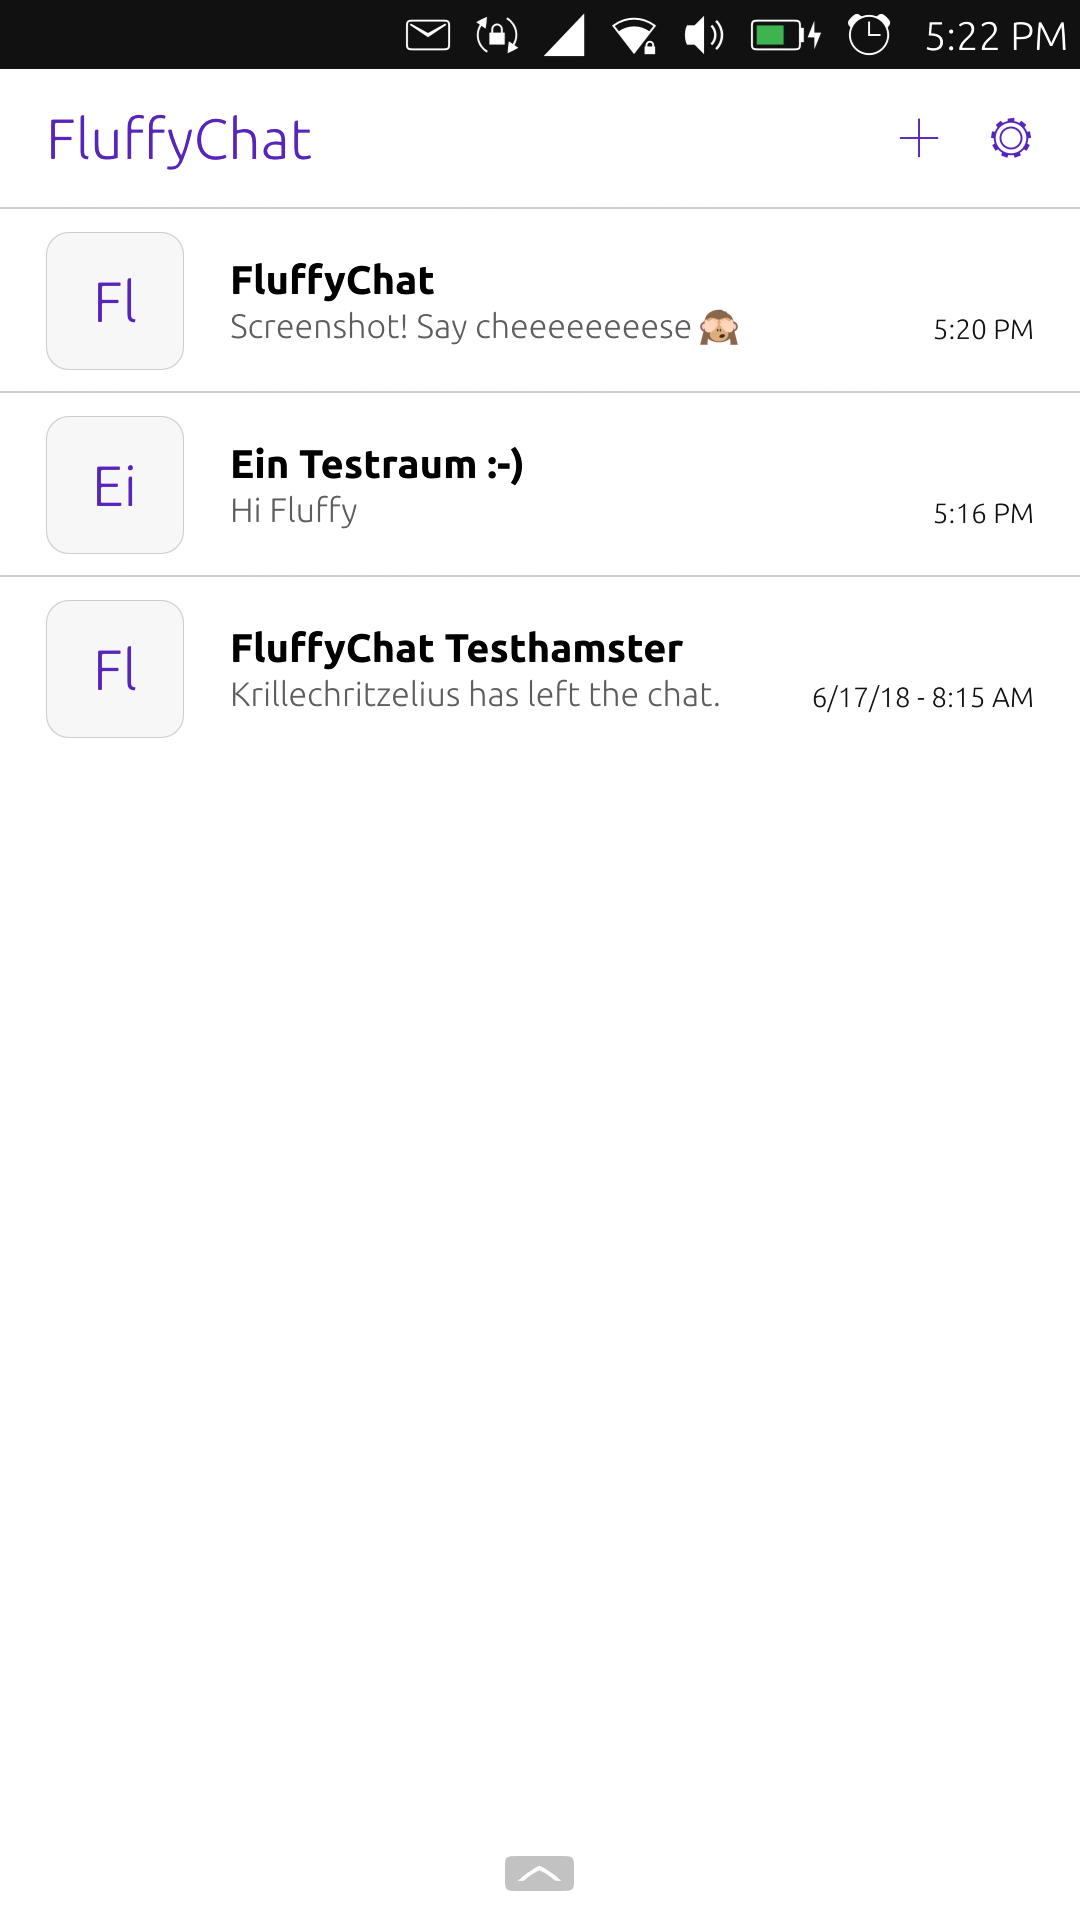 5:22 PM
FluffyChat
Fl
FluffyChat
Screenshot! Say cheeeeeeeese 🙈
5:20 PM
Ei
Ein Testraum :-)
Hi Fluffy
5:16 PM
Fl
FluffyChat Testhamster
Krillechritzelius has left the chat.
6/17/18 - 8:15 AM